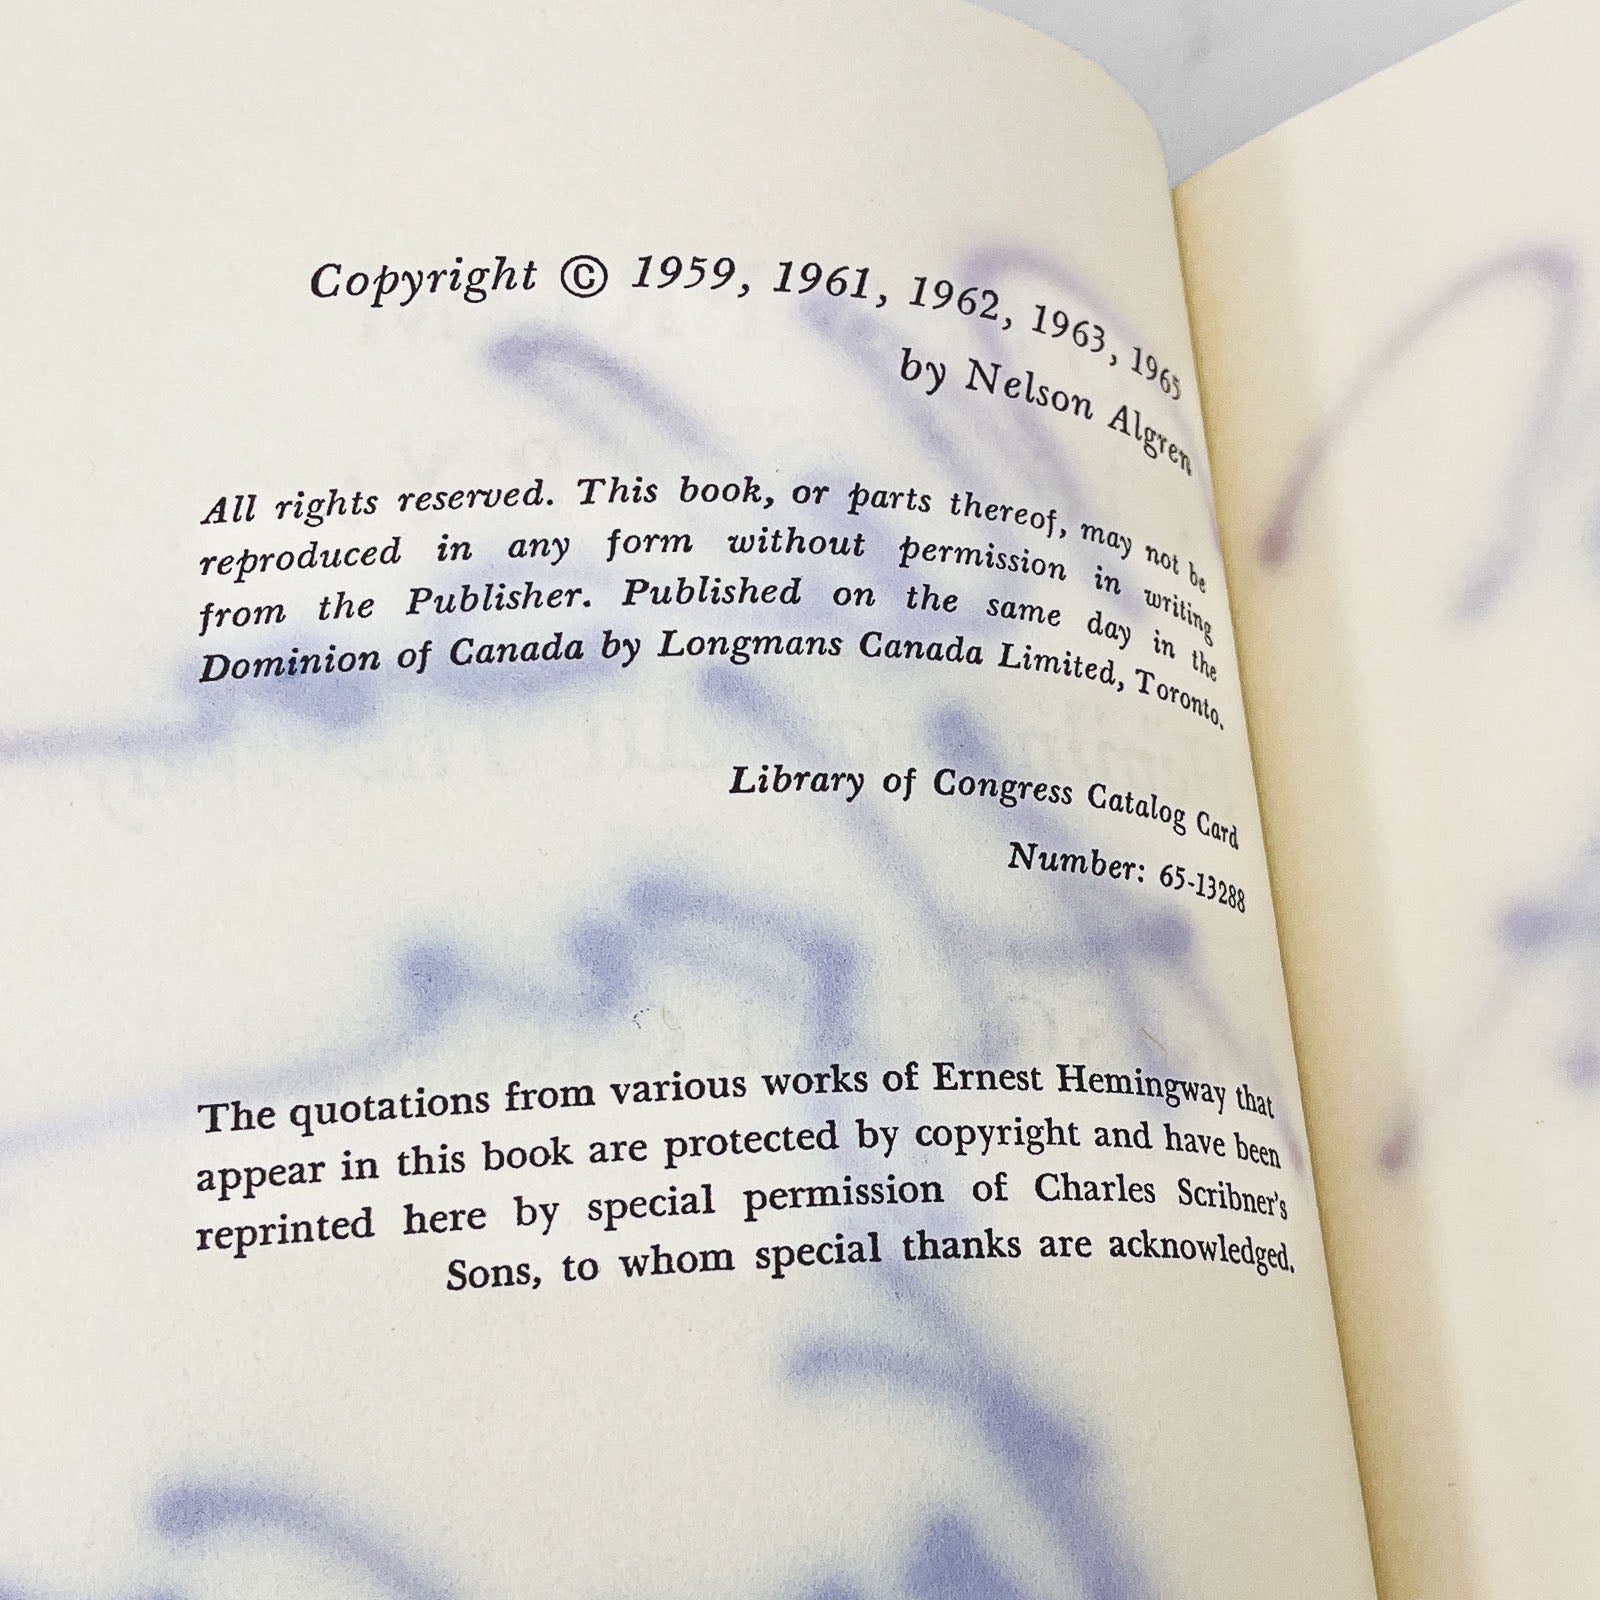 Copyright © 1959, 1961, 1962, 1963, 1965
by Nelson Algren
All rights reserved. This book, or parts thereof, may not be
reproduced in any form without permission in writing
from the Publisher. Published on the same day in the
Dominion of Canada by Longmans Canada Limited, Toronto.
Library of Congress Catalog Card
Number: 65-13288
The quotations from various works of Ernest Hemingway that
appear in this book are protected by copyright and have been
reprinted here by special permission of Charles Scribner's
Sons, to whom special thanks are acknowledged.